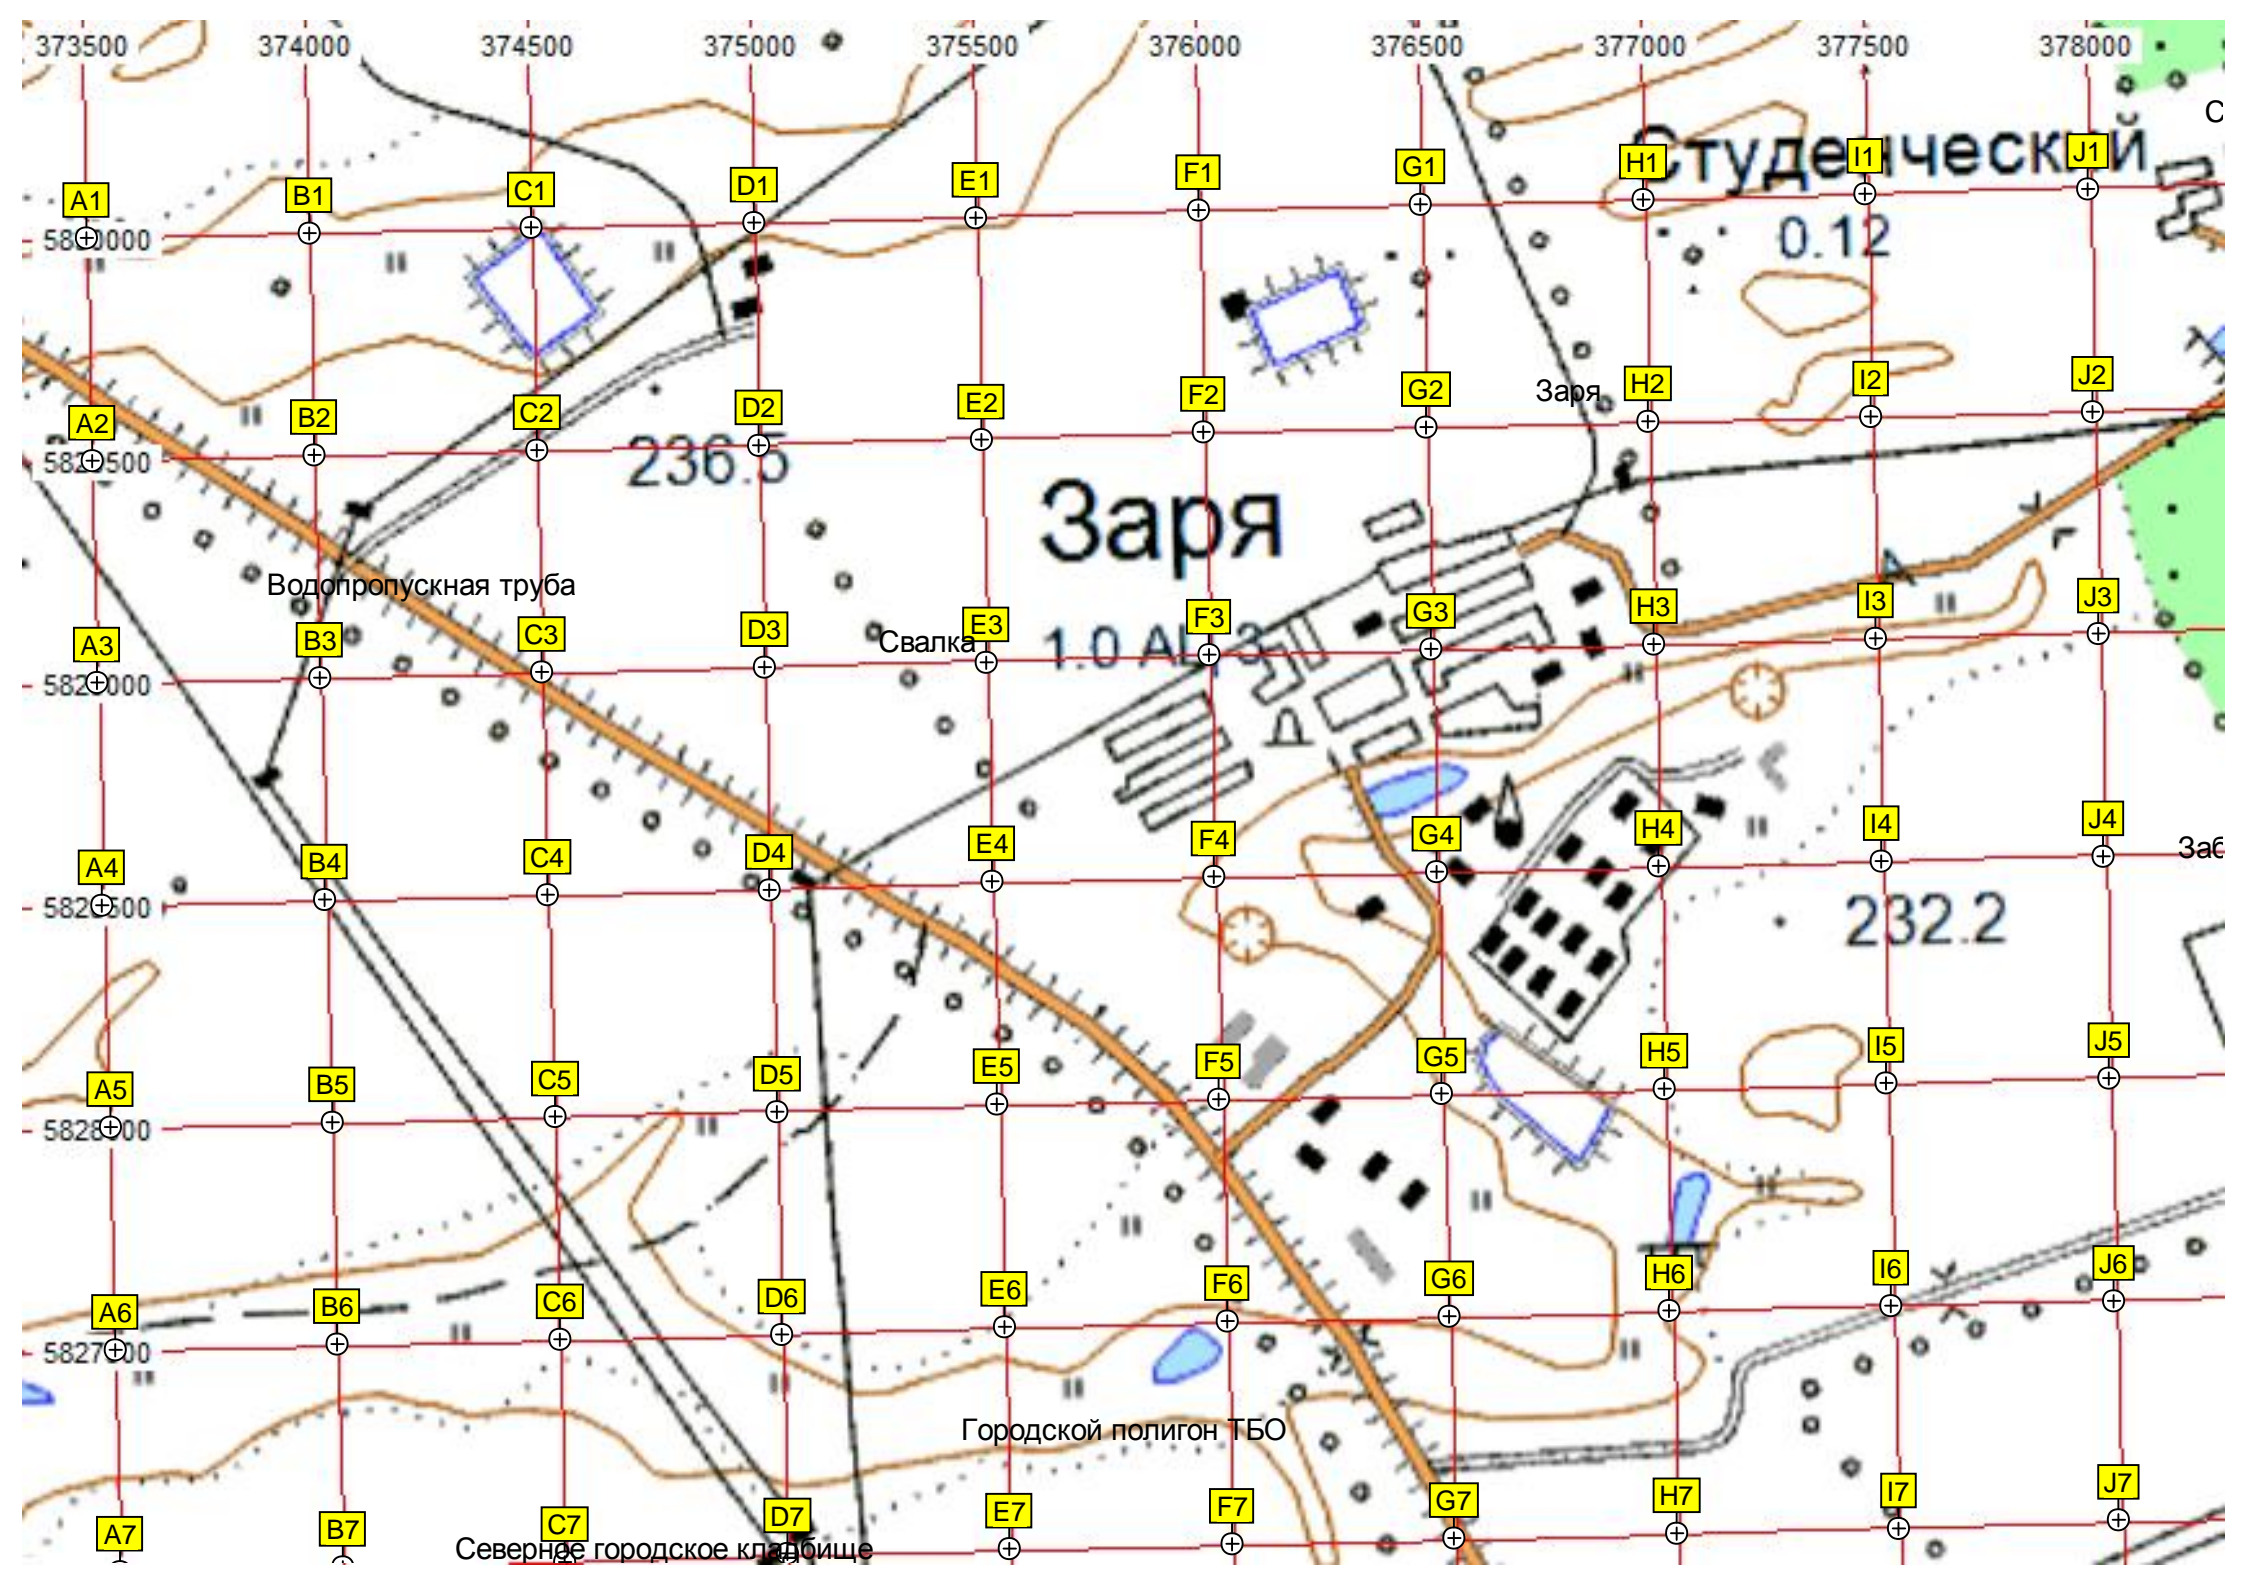 373500 374000 374500 375000 375500 376000 376500 377000 377500 378000
Студенческий
A1 B1 C1 D1 E1 F1 G1 H1 I1 J1
0.12
Заря
A2 B2 C2 D2 E2 F2 G2 H2 I2 J2
236.5
Заря
Водопропускная труба
A3 B3 C3 D3 E3 F3 G3 H3 I3 J3
Свалка
1.0
A4 B4 C4 D4 E4 F4 G4 H4 I4 J4
Заб
232.2
A5 B5 C5 D5 E5 F5 G5 H5 I5 J5
A6 B6 C6 D6 E6 F6 G6 H6 I6 J6
Городской полигон ТБО
A7 B7 C7 D7 E7 F7 G7 H7 I7 J7
Северное городское кладбище